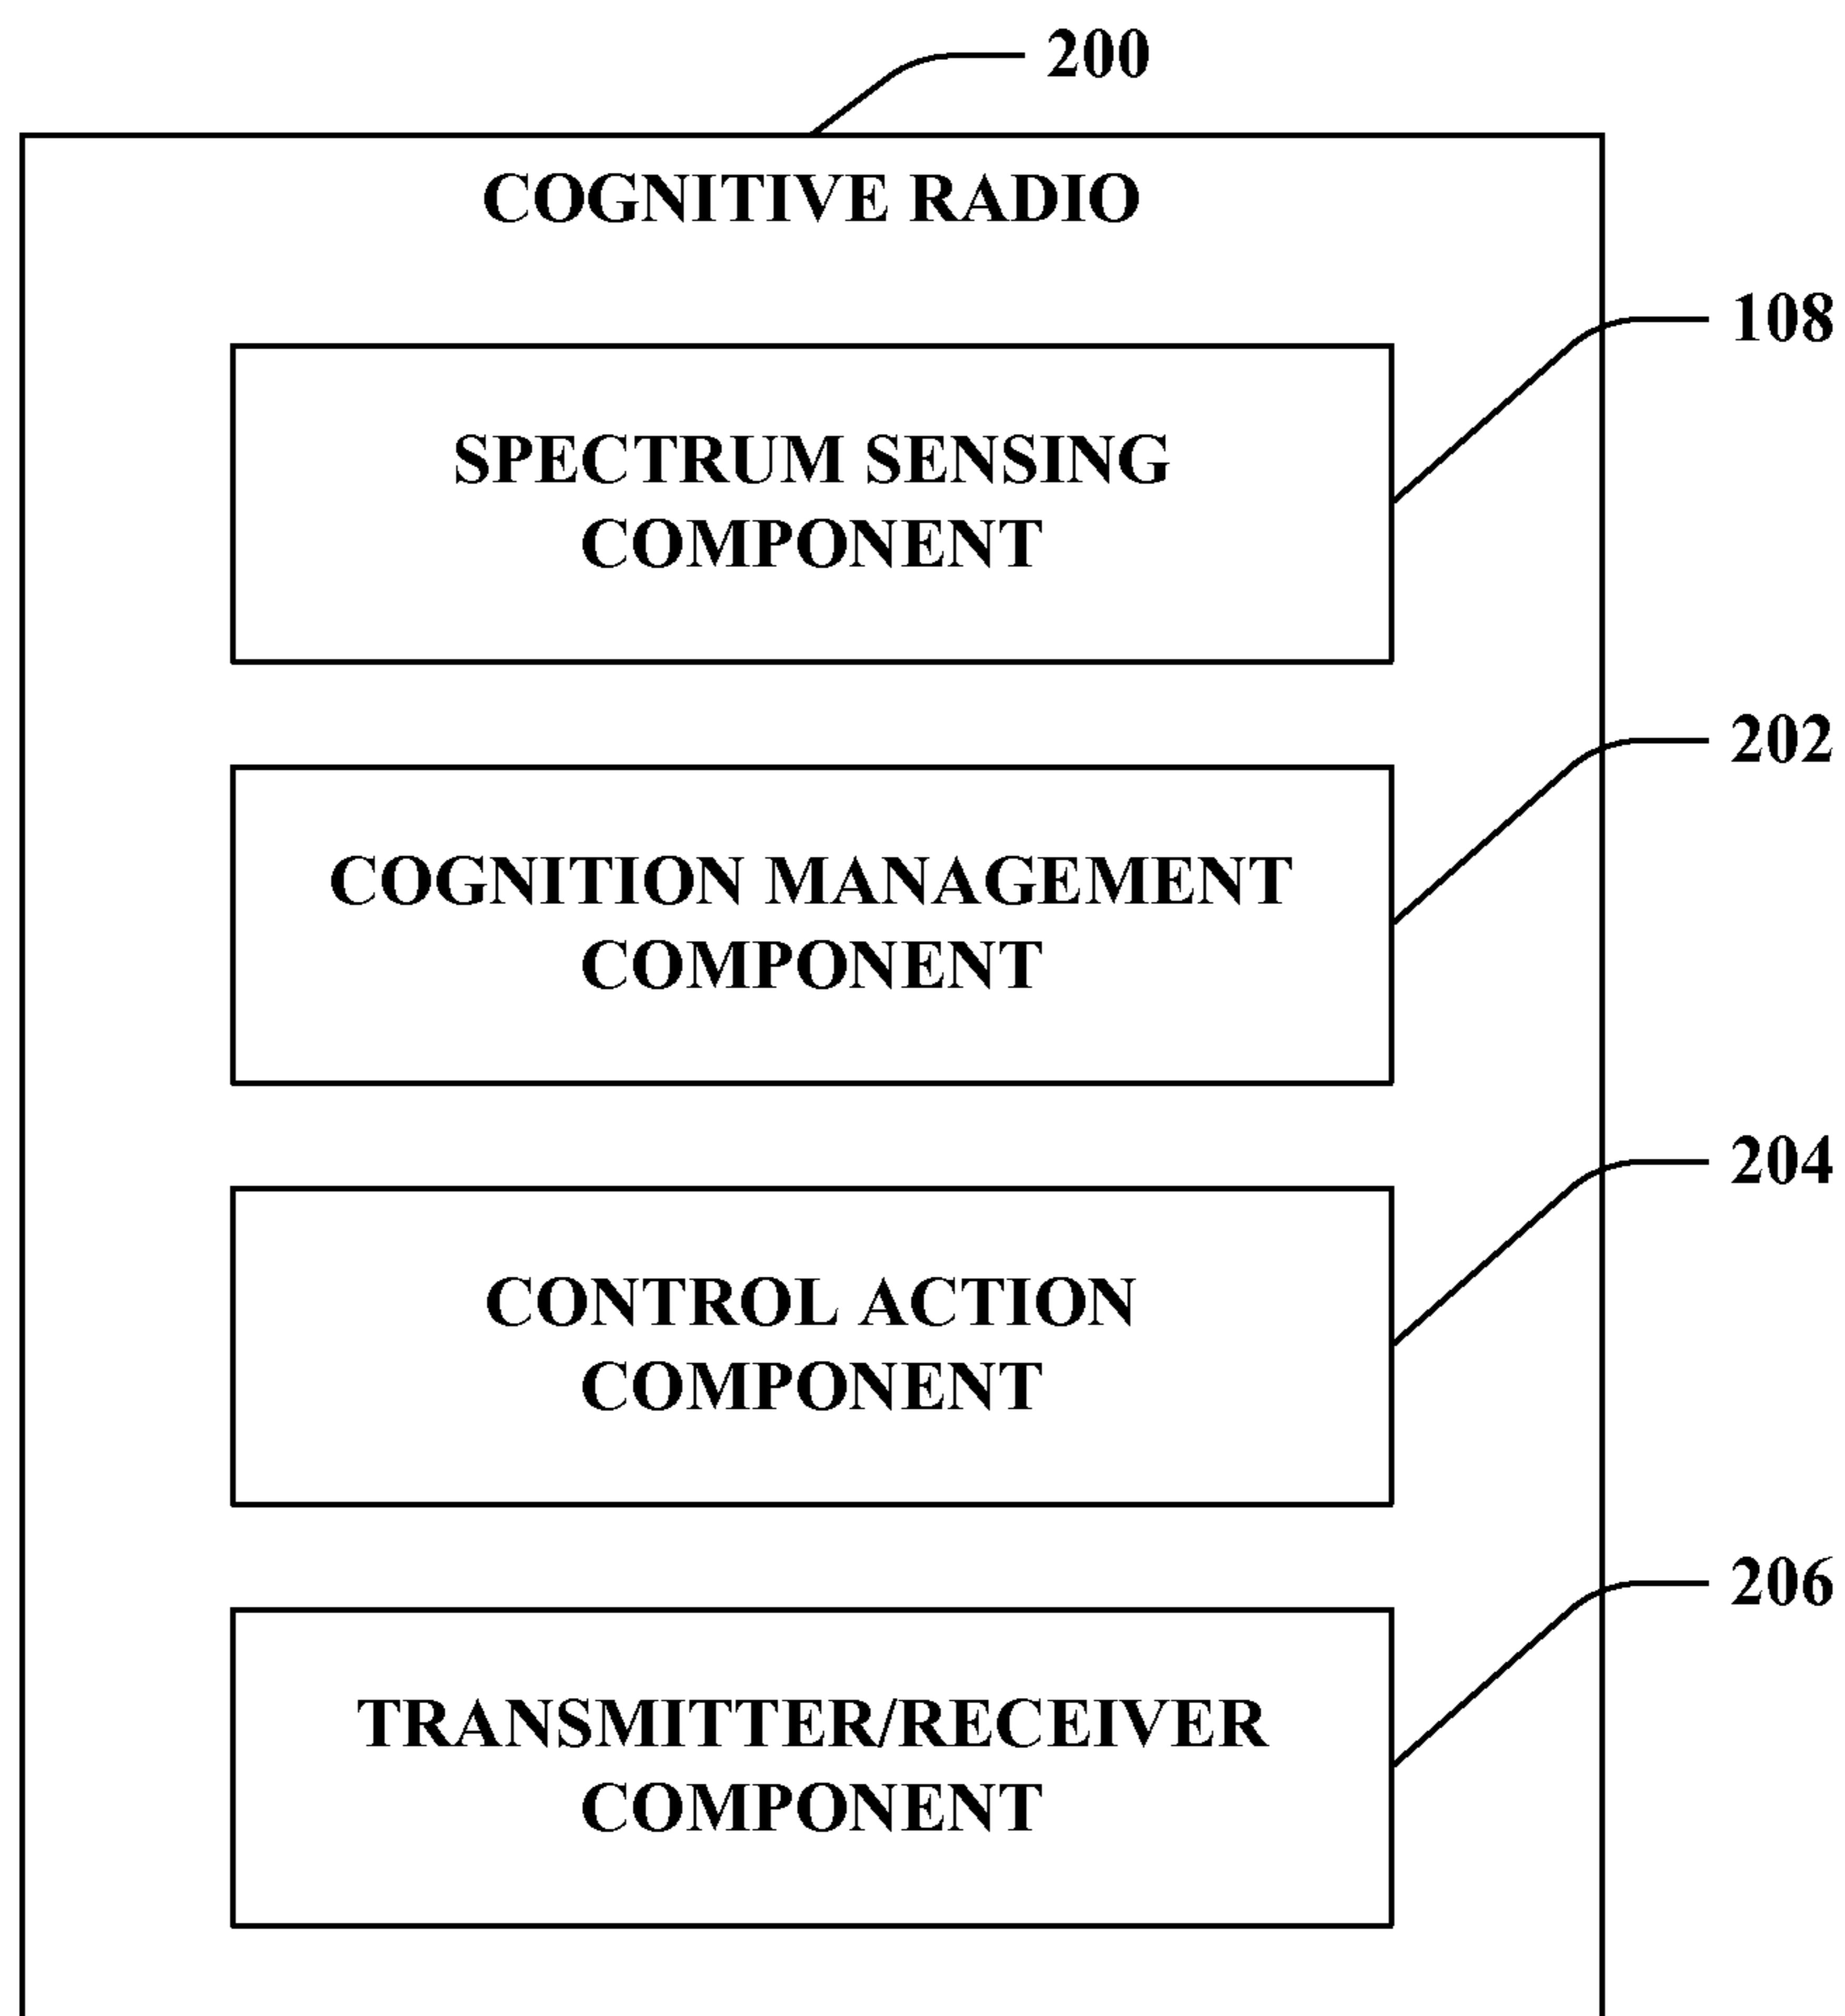 200
COGNITIVE RADIO
108
SPECTRUM SENSING
COMPONENT
202
COGNITION MANAGEMENT
COMPONENT
204
CONTROL ACTION
COMPONENT
206
TRANSMITTER/RECEIVER
COMPONENT